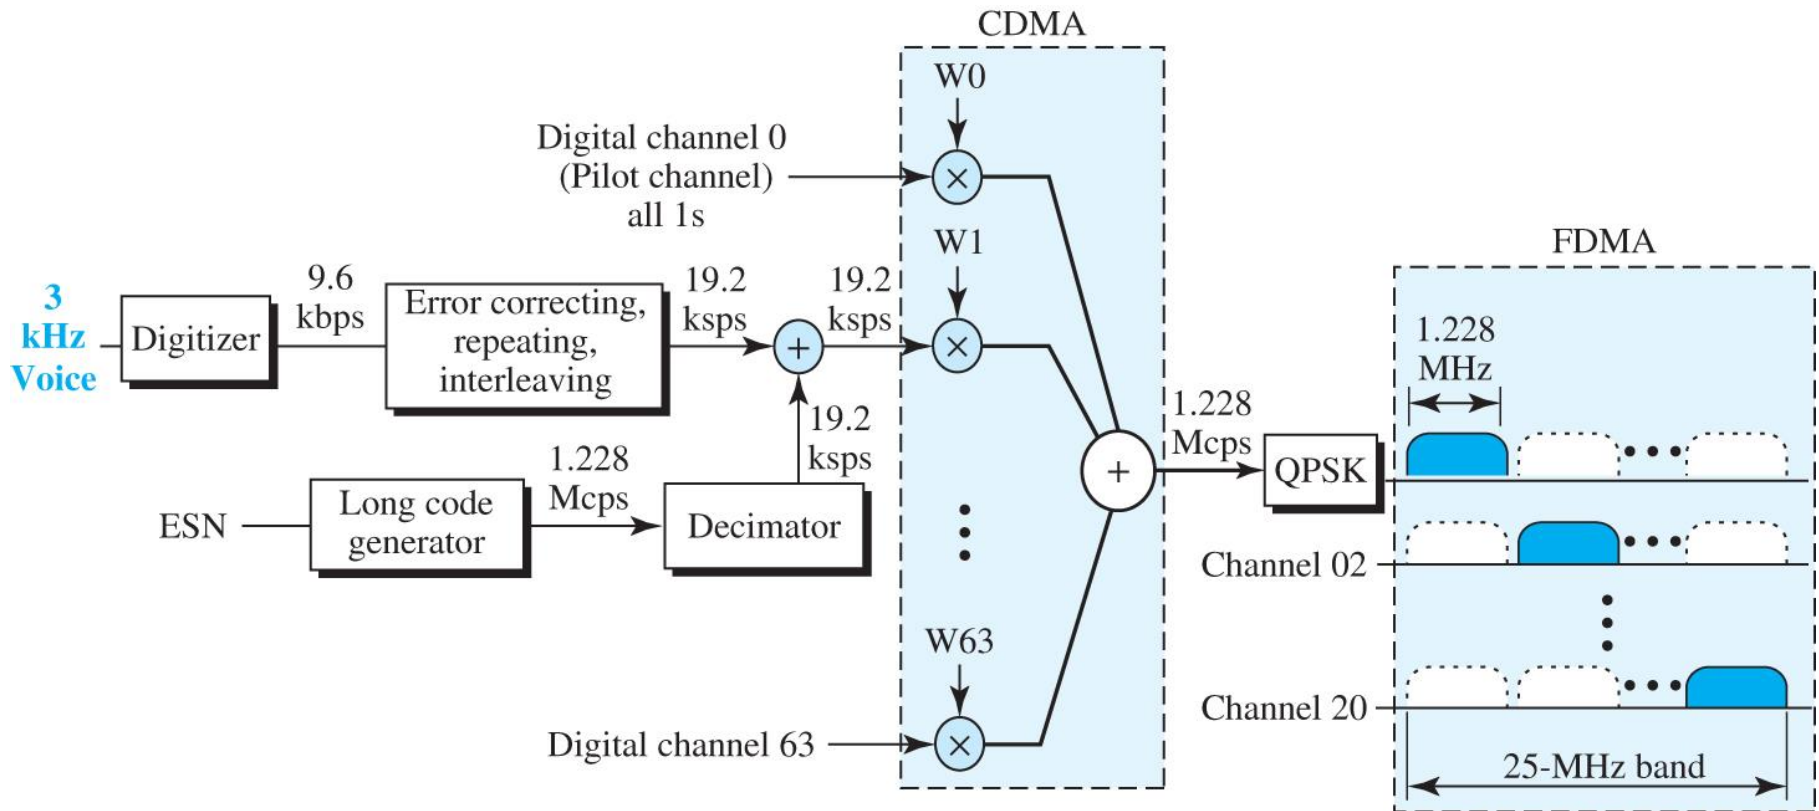 CDMA
W0
Digital channel 0
(Pilot channel)
all 1s
W1
FDMA
3
kHz
Voice
Digitizer
9.6
kbps
Error correcting,
repeating,
interleaving
19.2
ksps
+
19.2
ksps
×
×
1.228
MHz
19.2
ksps
1.228
Mcps
+
QPSK
ESN
Long code
generator
1.228
Mcps
Decimator
Channel 02
W63
Digital channel 63
×
Channel 20
25-MHz band